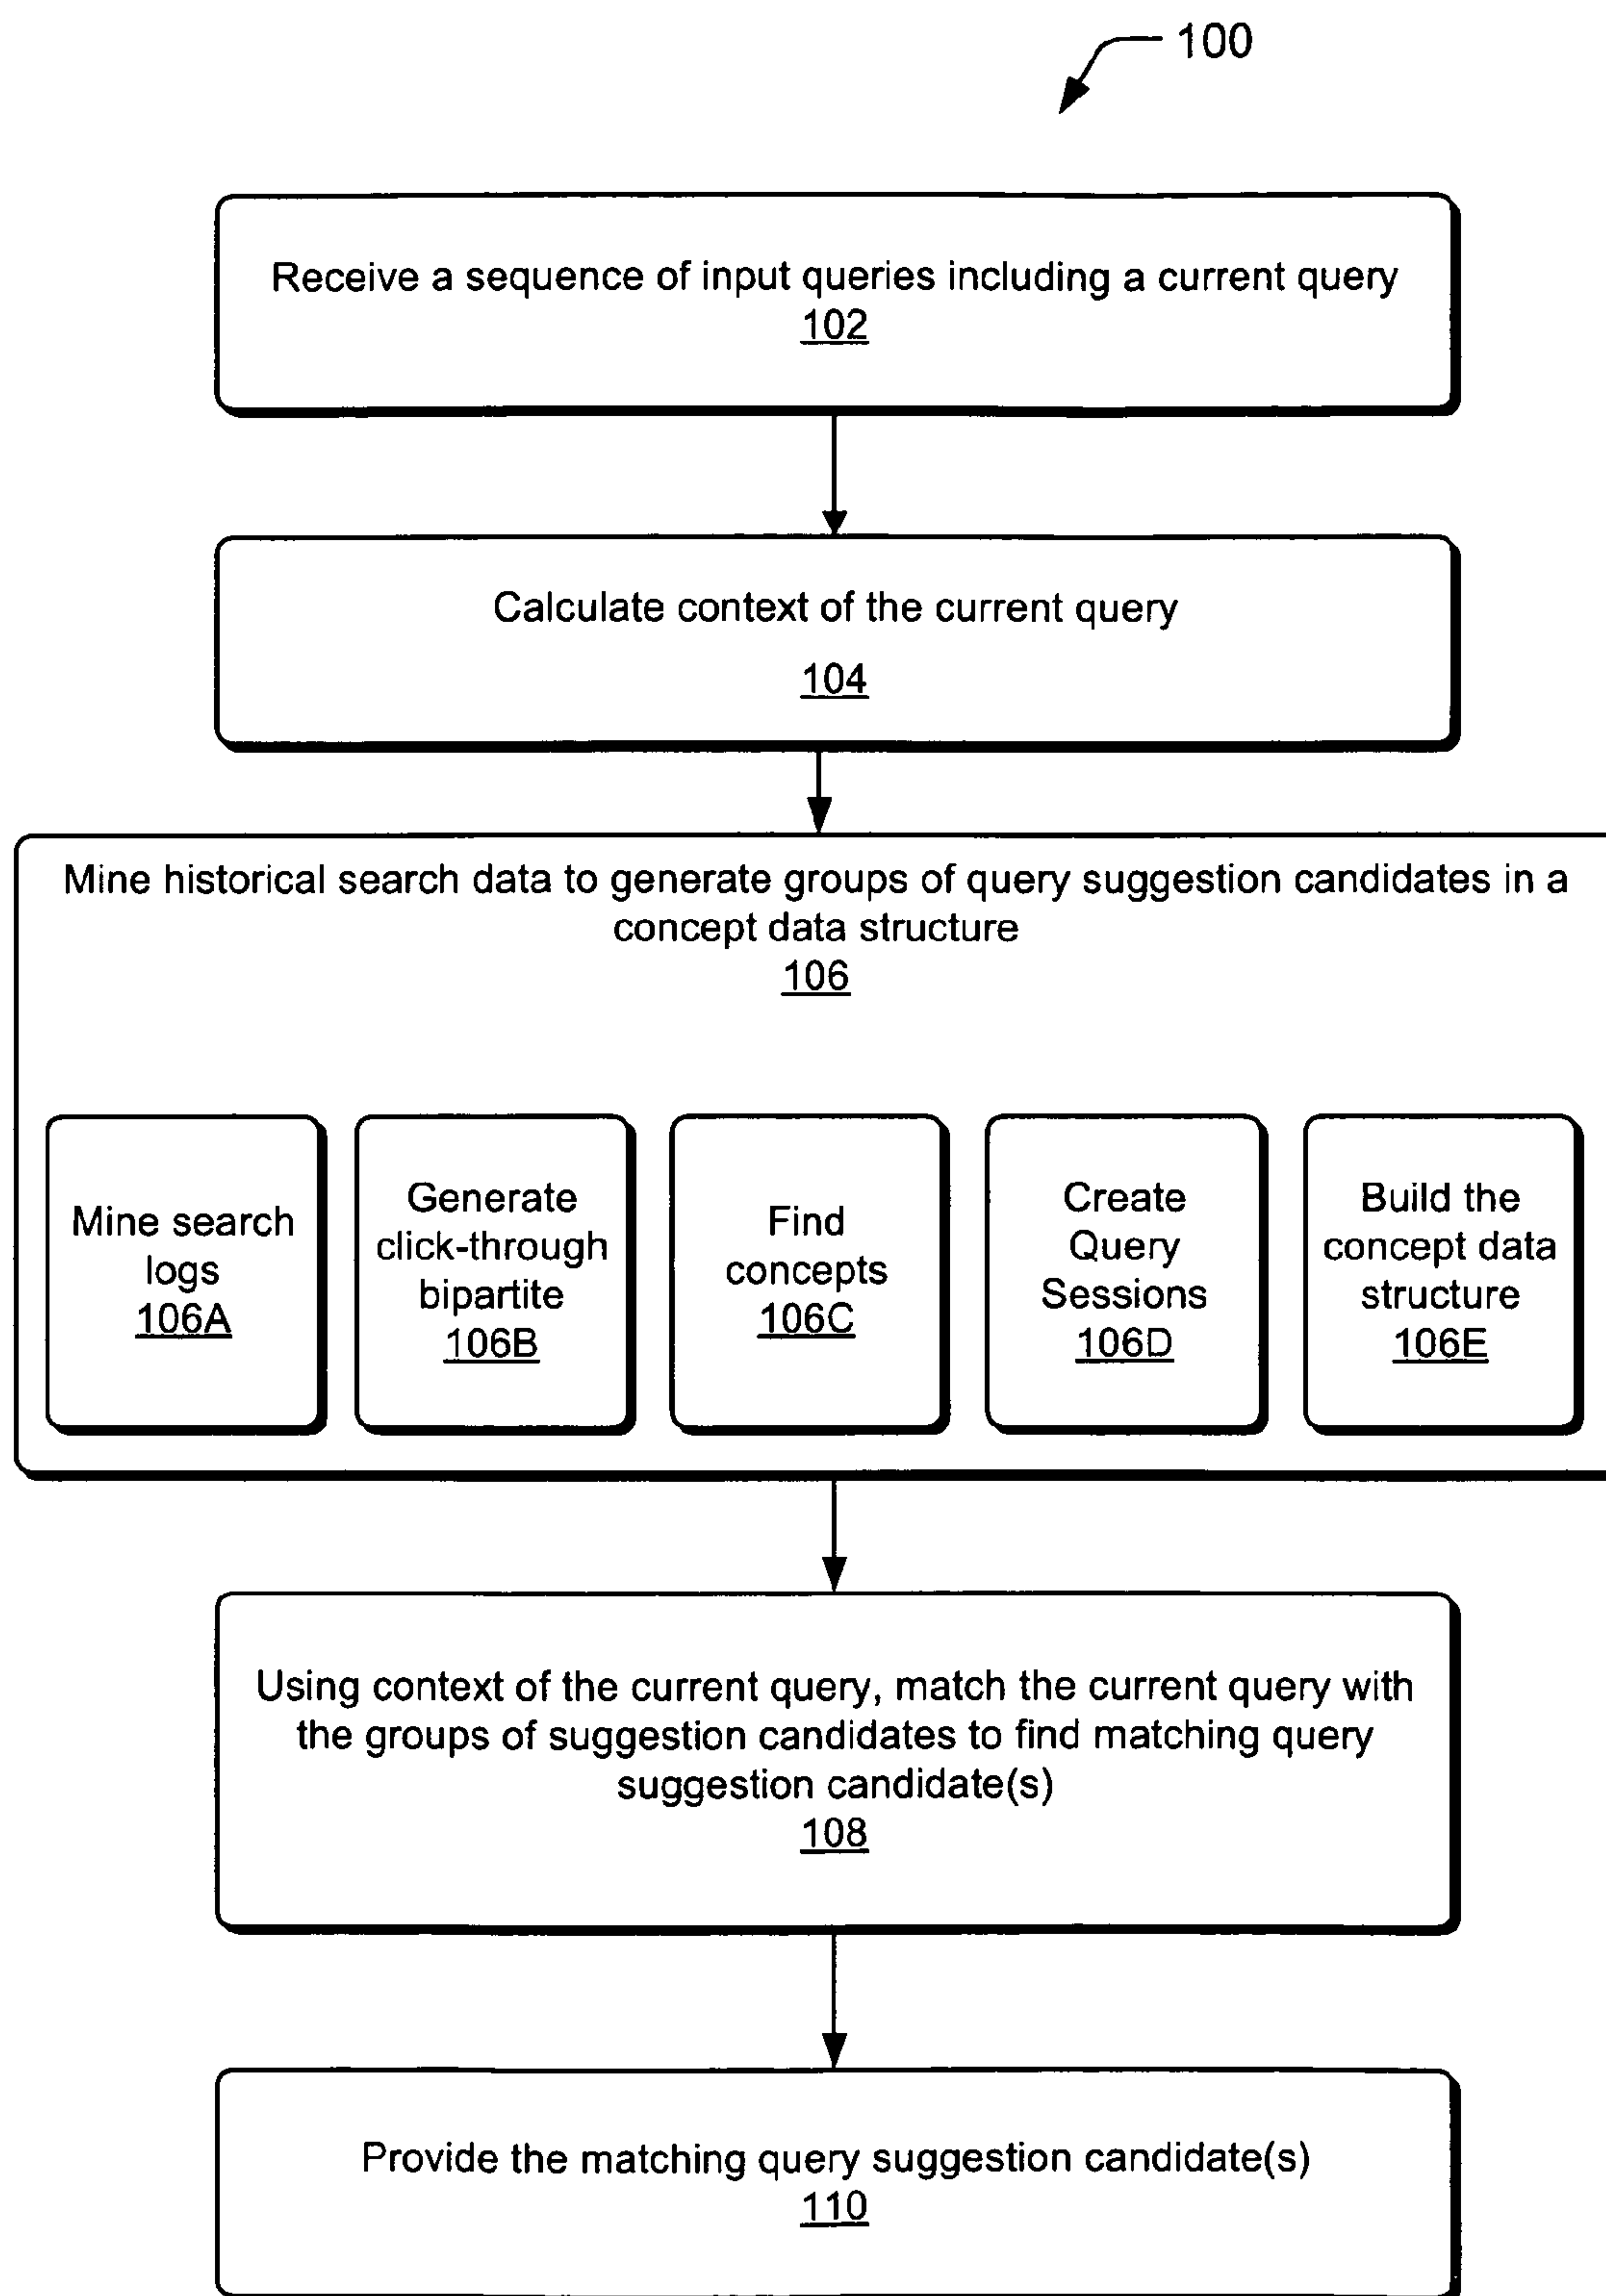 100
Receive a sequence of input queries including a current query
102
Calculate context of the current query
104
Mine historical search data to generate groups of query suggestion candidates in a
concept data structure
106
Mine search
logs
106A
Generate
click-through
bipartite
106B
Find
concepts
106C
Create
Query
Sessions
106D
Build the
concept data
structure
106E
Using context of the current query, match the current query with
the groups of suggestion candidates to find matching query
suggestion candidate(s)
108
Provide the matching query suggestion candidate(s)
110